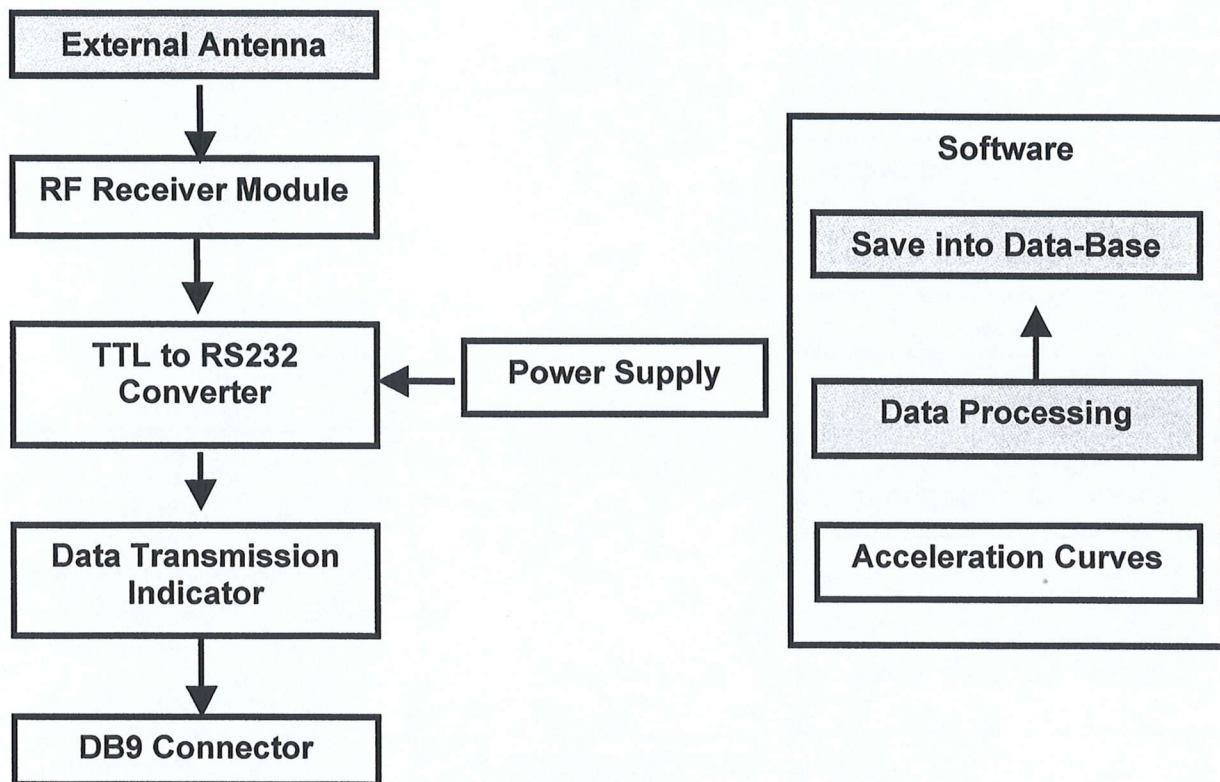 External Antenna
RF Receiver Module
TTL to RS232
Converter
Power Supply
Data Transmission
Indicator
DB9 Connector
Software
Save into Data-Base
Data Processing
Acceleration Curves